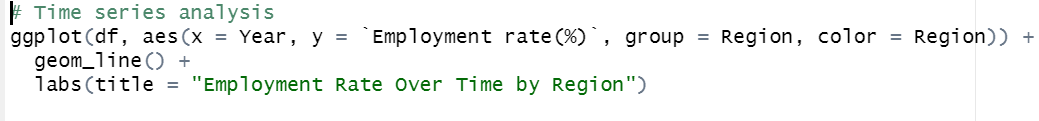 # Time series analysis
ggplot(df, aes(x = Year, y = `Employment rate(%)`, group = Region, color = Region)) +
  geom_line() +
  labs(title = "Employment Rate Over Time by Region")